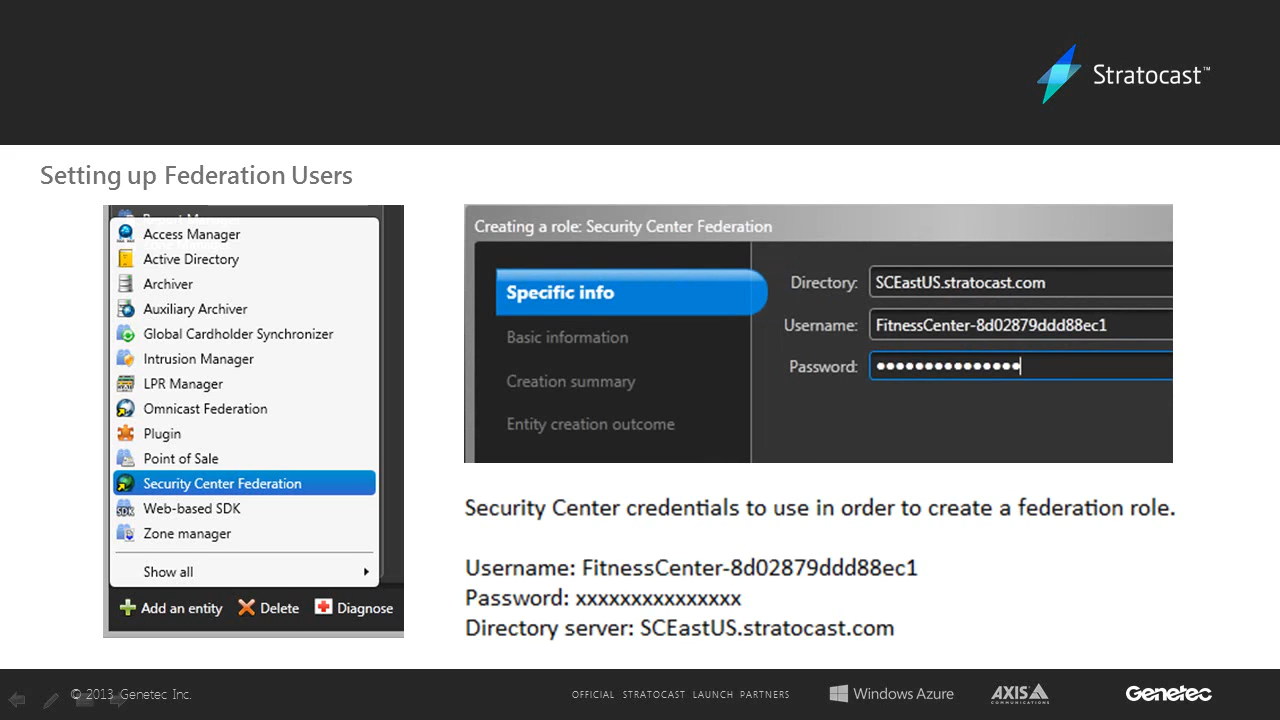 Stratocast™
Setting up Federation Users
Access Manager
Active Directory
Archiver
Auxiliary Archiver
Global Cardholder Synchronizer
Intrusion Manager
LPR Manager
Omnicast Federation
Plugin
Point of Sale
Security Center Federation
SDK Web-based SDK
Zone manager
Show all
Add an entity Delete Diagnose
Creating a role: Security Center Federation
Specific info
Basic information
Creation summary
Entity creation outcome
Directory: SCEastUS.stratocast.com
Username: FitnessCenter-8d02879ddd88ec1
Password: ●●●●●●●●●●●●●●●
Security Center credentials to use in order to create a federation role.
Username: FitnessCenter-8d02879ddd88ec1
Password: xxxxxxxxxxxxxxx
Directory server: SCEastUS.stratocast.com
© 2013 Genetec Inc.
OFFICIAL STRATOCAST LAUNCH PARTNERS
Windows Azure
AXIS
COMMUNICATIONS
Genetec